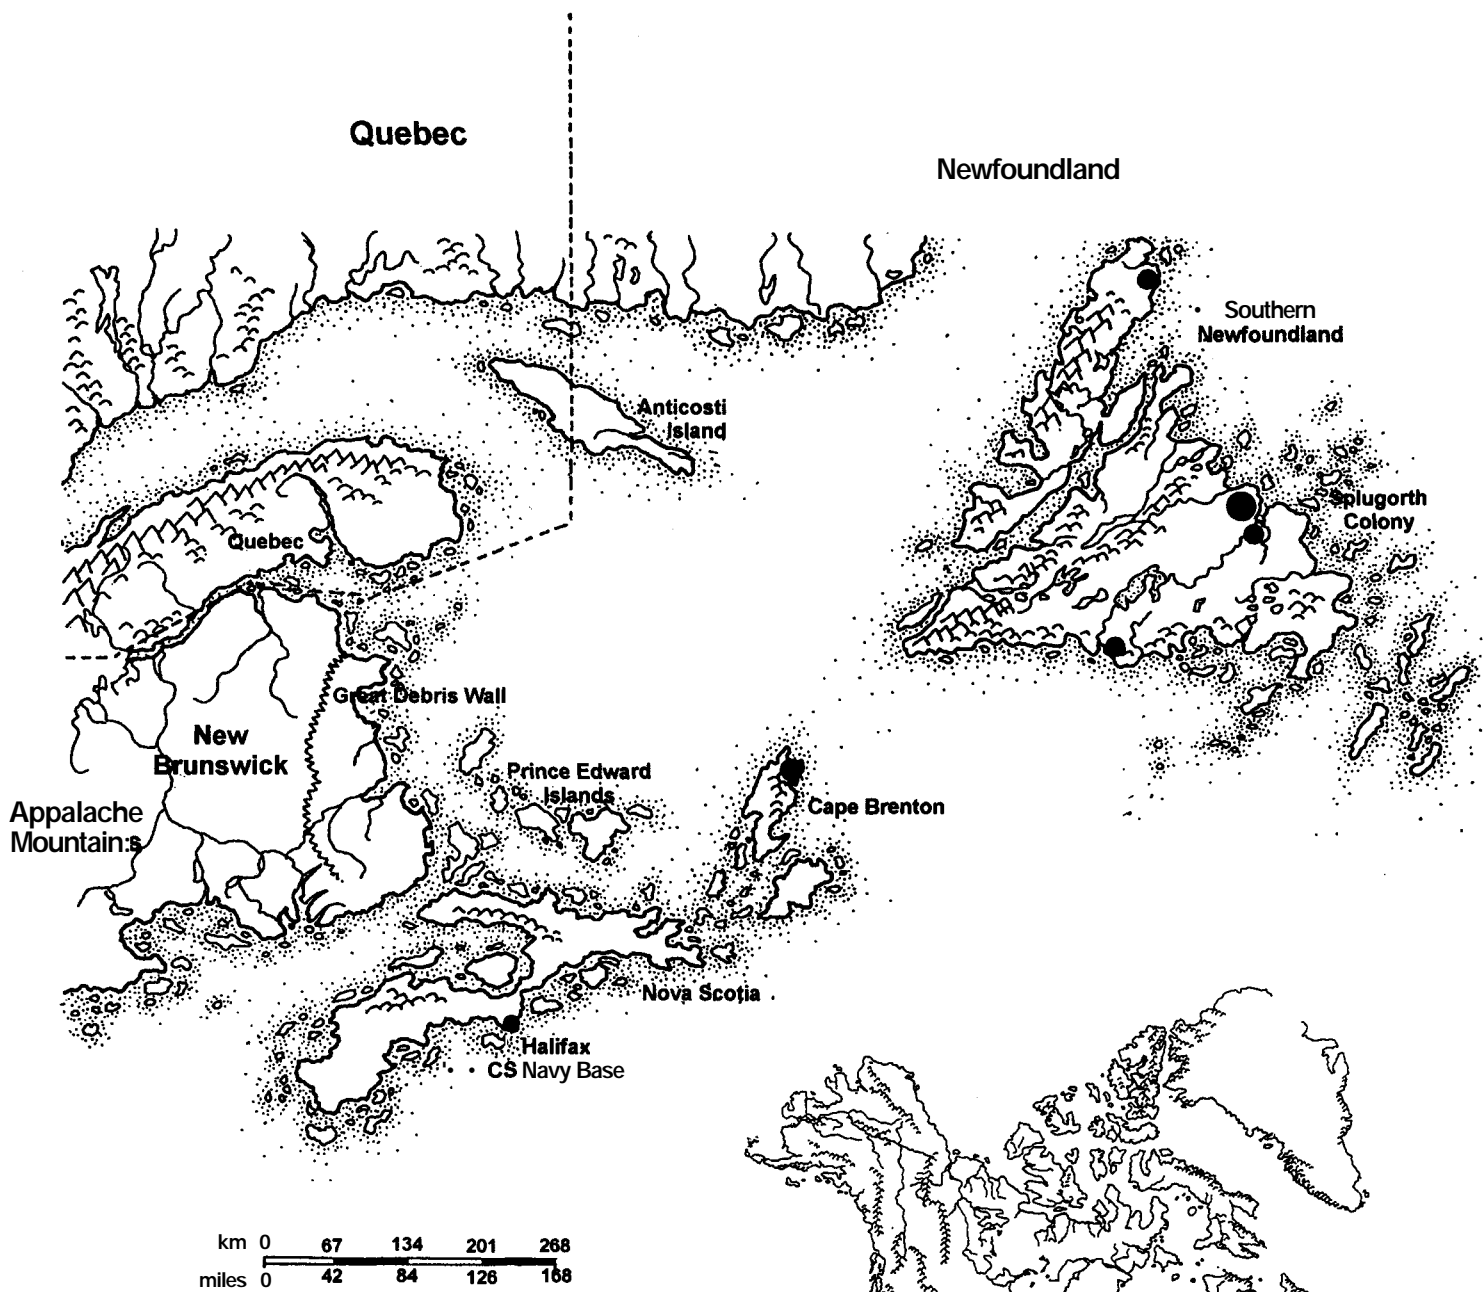 Quebec
Newfoundland
Southern
Newfoundland
Anticosti
Island
Splugorth
Colony
Quebec
Great Debris Wall
New
Brunswick
Prince Edward
Islands
Cape Brenton
Appalache
Mountain:s
Nova Scotia
Halifax
CS Navy Base
km 0 67 134 201 268
miles 0 42 84 126 168